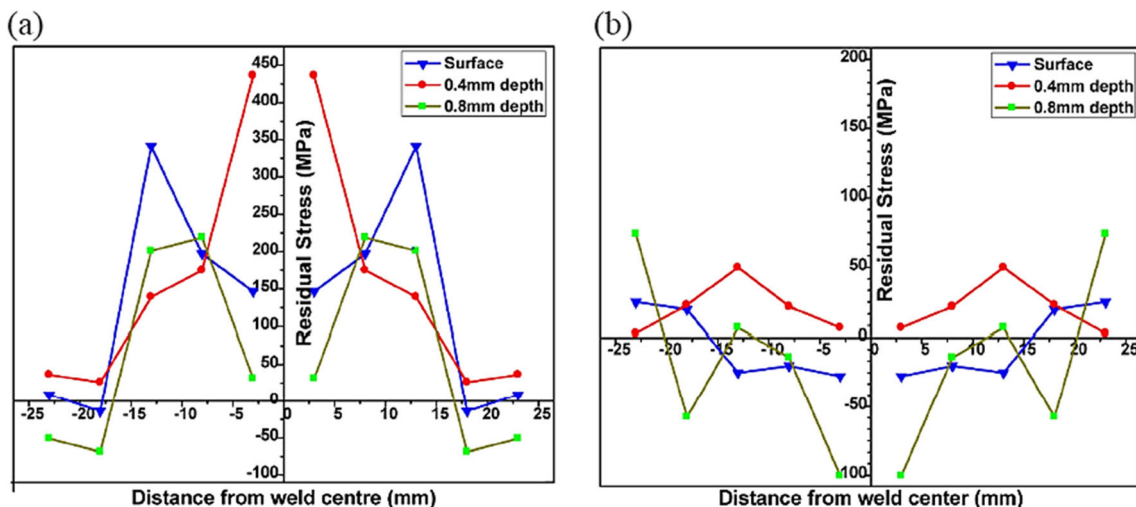 (a)
450
400
350
300
250
200
150
100
50
0
-50
-100
-25 -20 -15 -10 -5 0 5 10 15 20 25
Residual Stress (MPa)
Surface
0.4mm depth
0.8mm depth
Distance from weld centre (mm)
(b)
200
150
100
50
0
-50
-100
-25 -20 -15 -10 -5 0 5 10 15 20 25
Residual Stress (MPa)
Surface
0.4mm depth
0.8mm depth
Distance from weld center (mm)